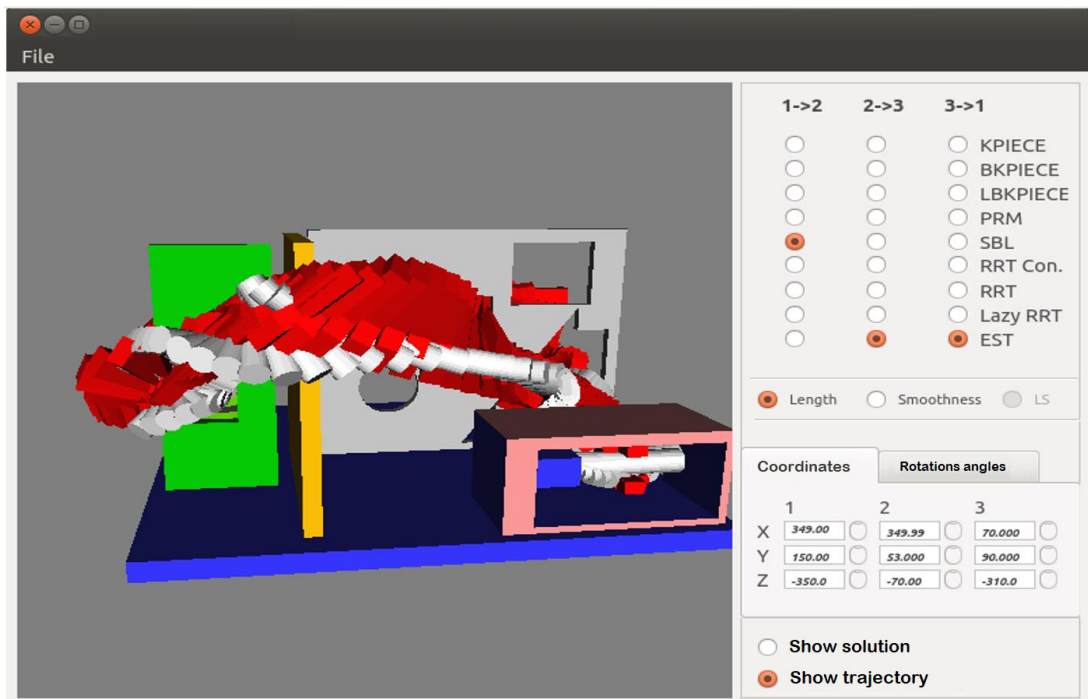 File
1->2 2->3 3->1
KPIECE
BKPIECE
LBKPIECE
PRM
SBL
RRT Con.
RRT
Lazy RRT
EST
Length Smoothness LS
Coordinates Rotations angles
1 2 3
X 349.00 349.99 70.000
Y 150.00 53.000 90.000
Z -350.0 -70.00 -310.0
Show solution
Show trajectory